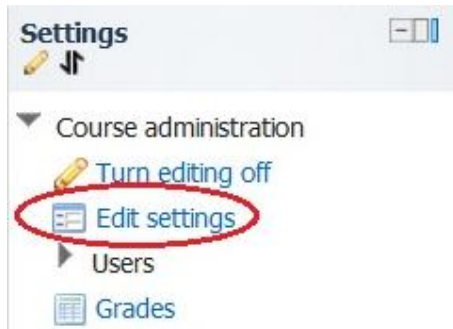 Settings
Course administration
Turn editing off
Edit settings
Users
Grades